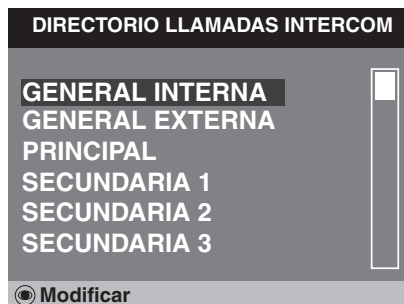 DIRECTORIO LLAMADAS INTERCOM
GENERAL INTERNA
GENERAL EXTERNA
PRINCIPAL
SECUNDARIA 1
SECUNDARIA 2
SECUNDARIA 3
Modificar